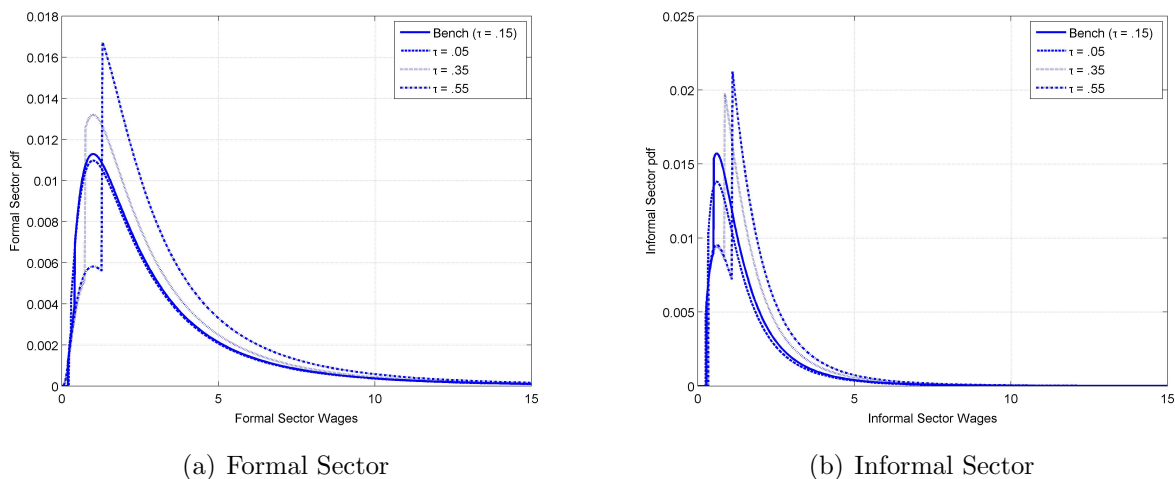 0.018
0.016
0.014
0.012
0.01
0.008
0.006
0.004
0.002
0
Formal Sector pdf
0 5 10 15
Formal Sector Wages
Bench (τ = .15)
τ = .05
τ = .35
τ = .55
(a) Formal Sector
0.025
0.02
0.015
0.01
0.005
0
Informal Sector pdf
0 5 10 15
Informal Sector Wages
Bench (τ = .15)
τ = .05
τ = .35
τ = .55
(b) Informal Sector